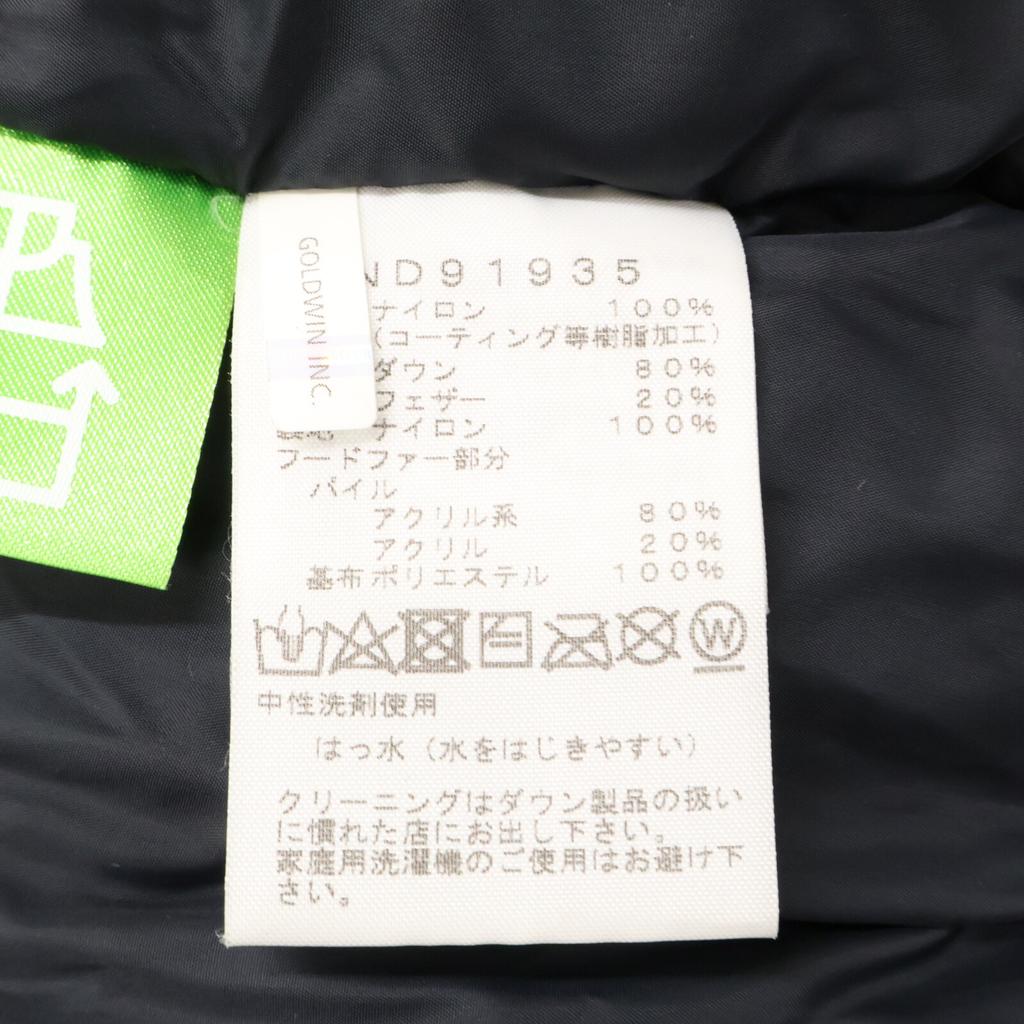 GOLDWIN INC.
ND91935
ナイロン 100%
(コーティング等樹脂加工)
ダウン 80%
フェザー 20%
裏地 ナイロン 100%
フードファー部分
パイル
アクリル系 80%
アクリル 20%
基布 ポリエステル 100%
W
中性洗剤使用
はっ水(水をはじきやすい)
クリーニングはダウン製品の扱い
に慣れた店にお出し下さい。
家庭用洗濯機のご使用はお避け下
さい。